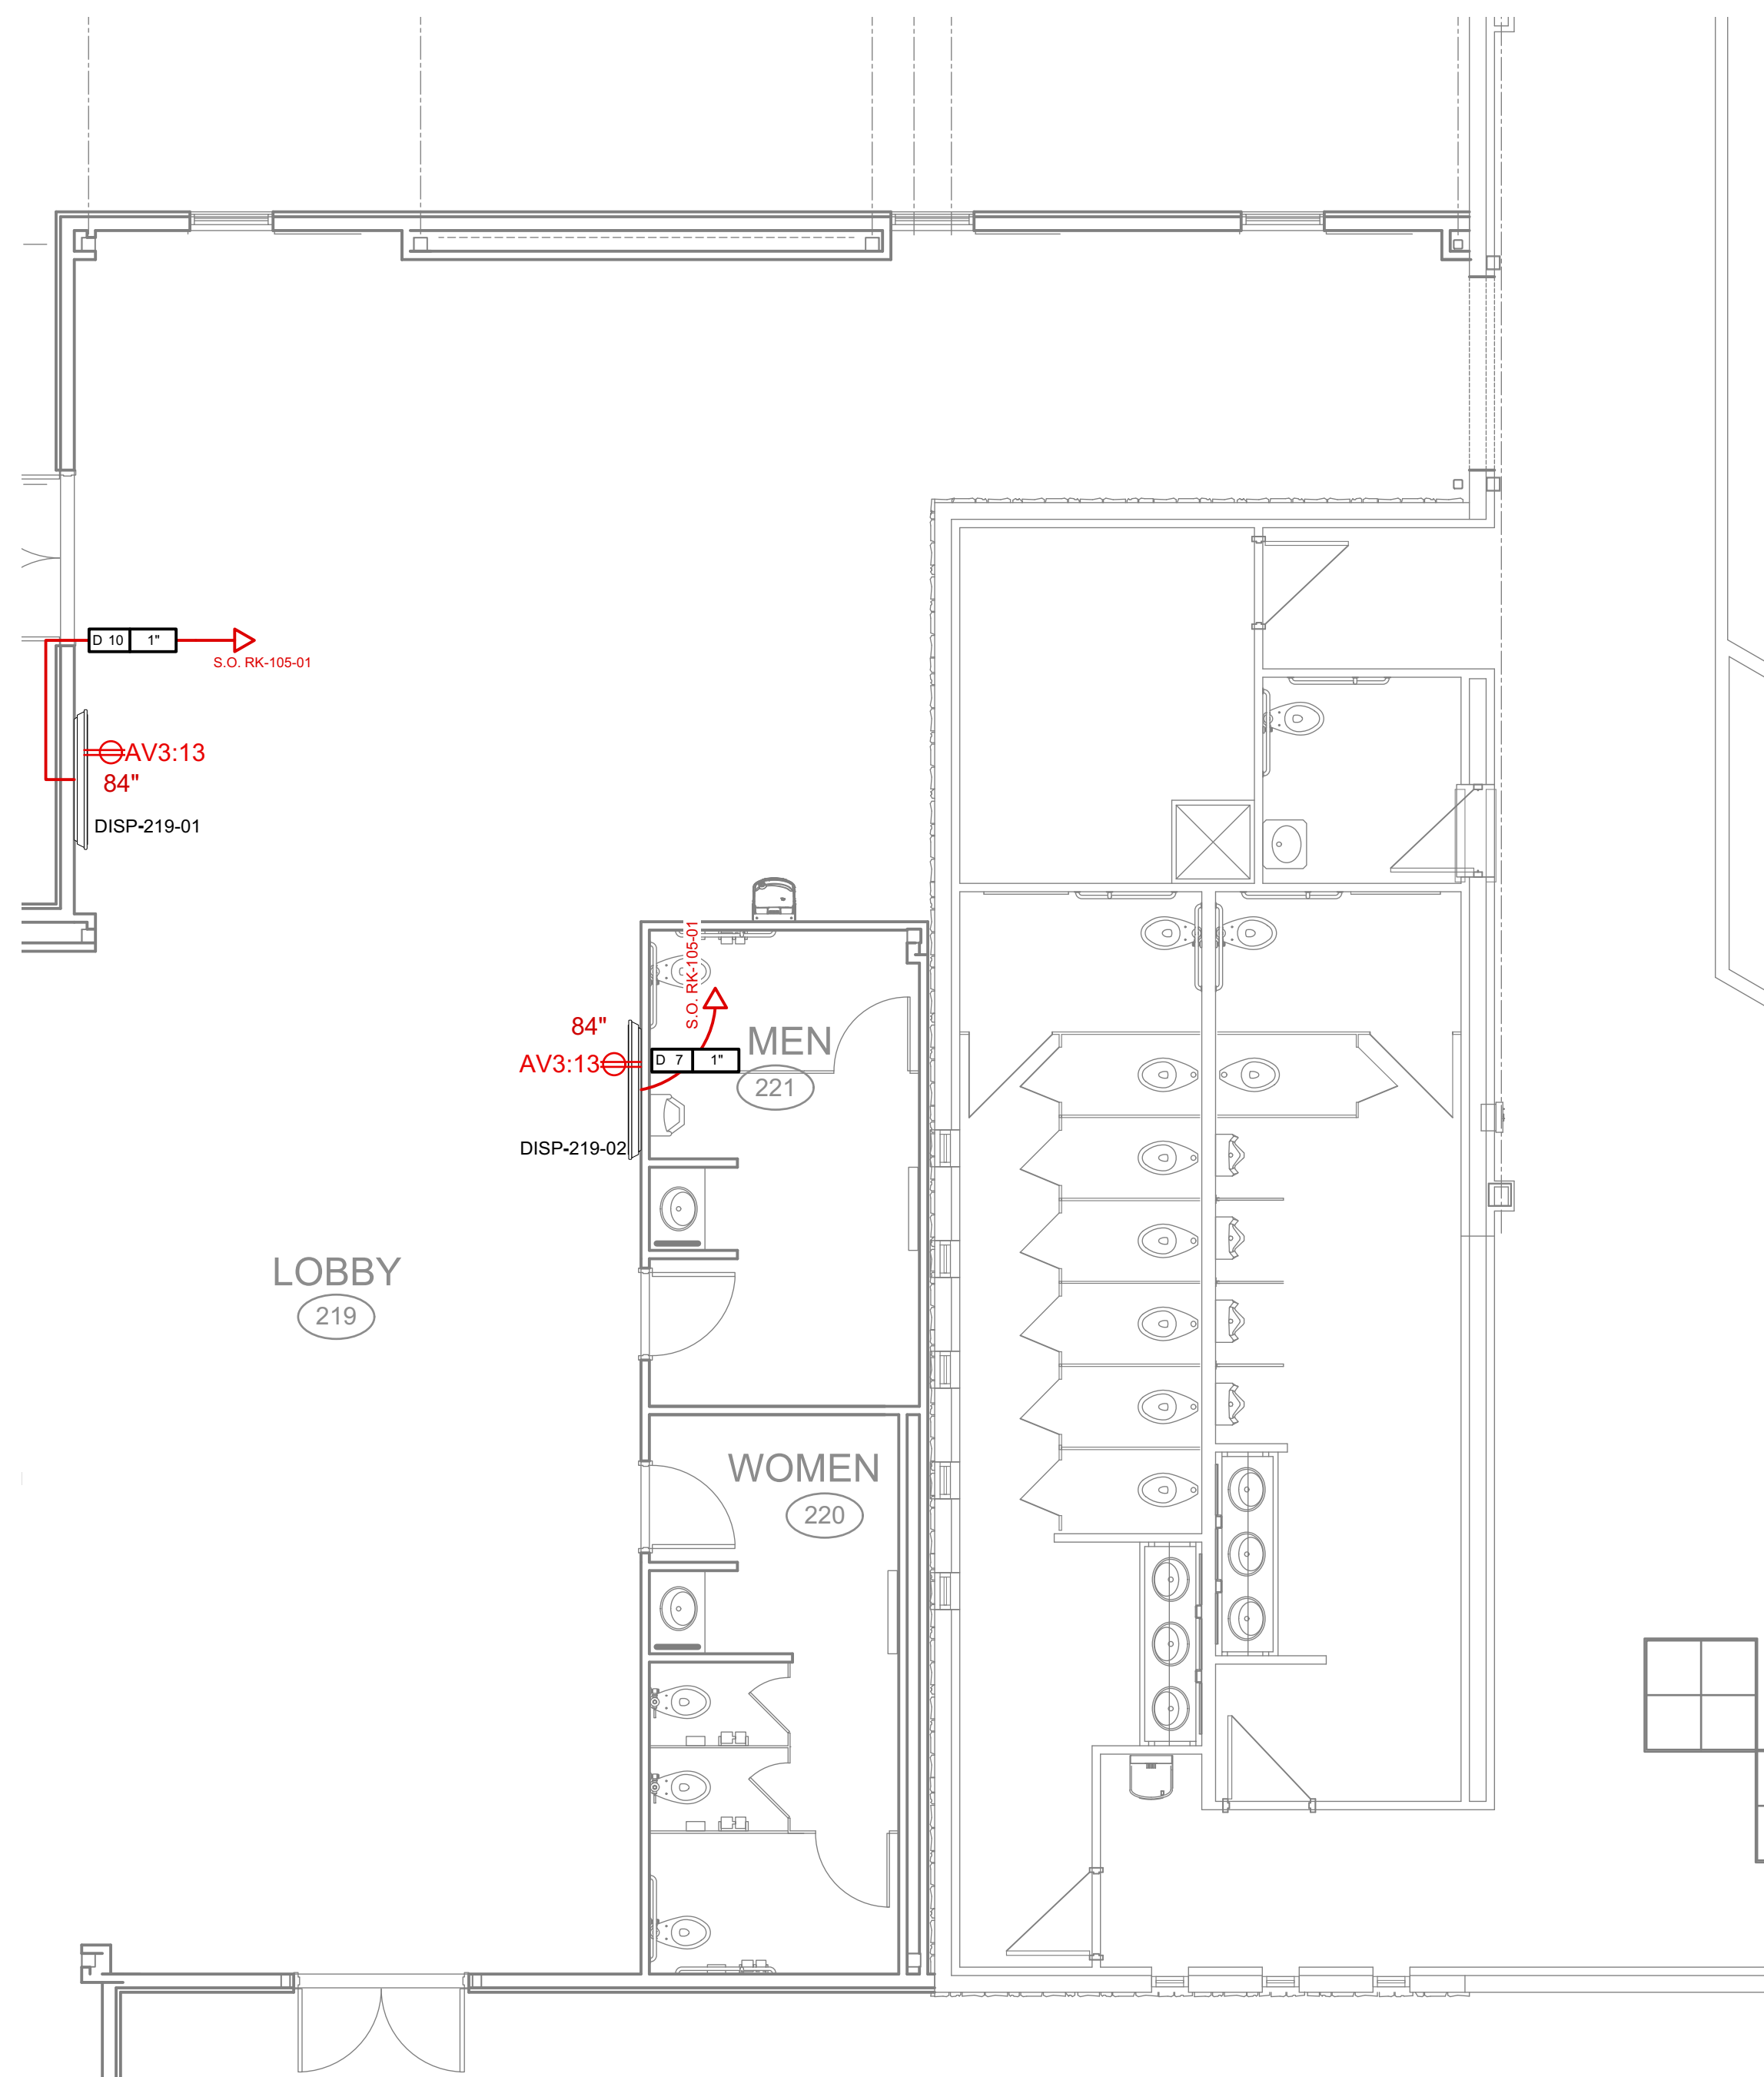 D 10 1"
S.O. RK-105-01
AV3:13
84"
DISP-219-01
S.O. RK-105-01
84"
MEN
D 7 1"
AV3:13
221
DISP-219-02
LOBBY
219
WOMEN
220